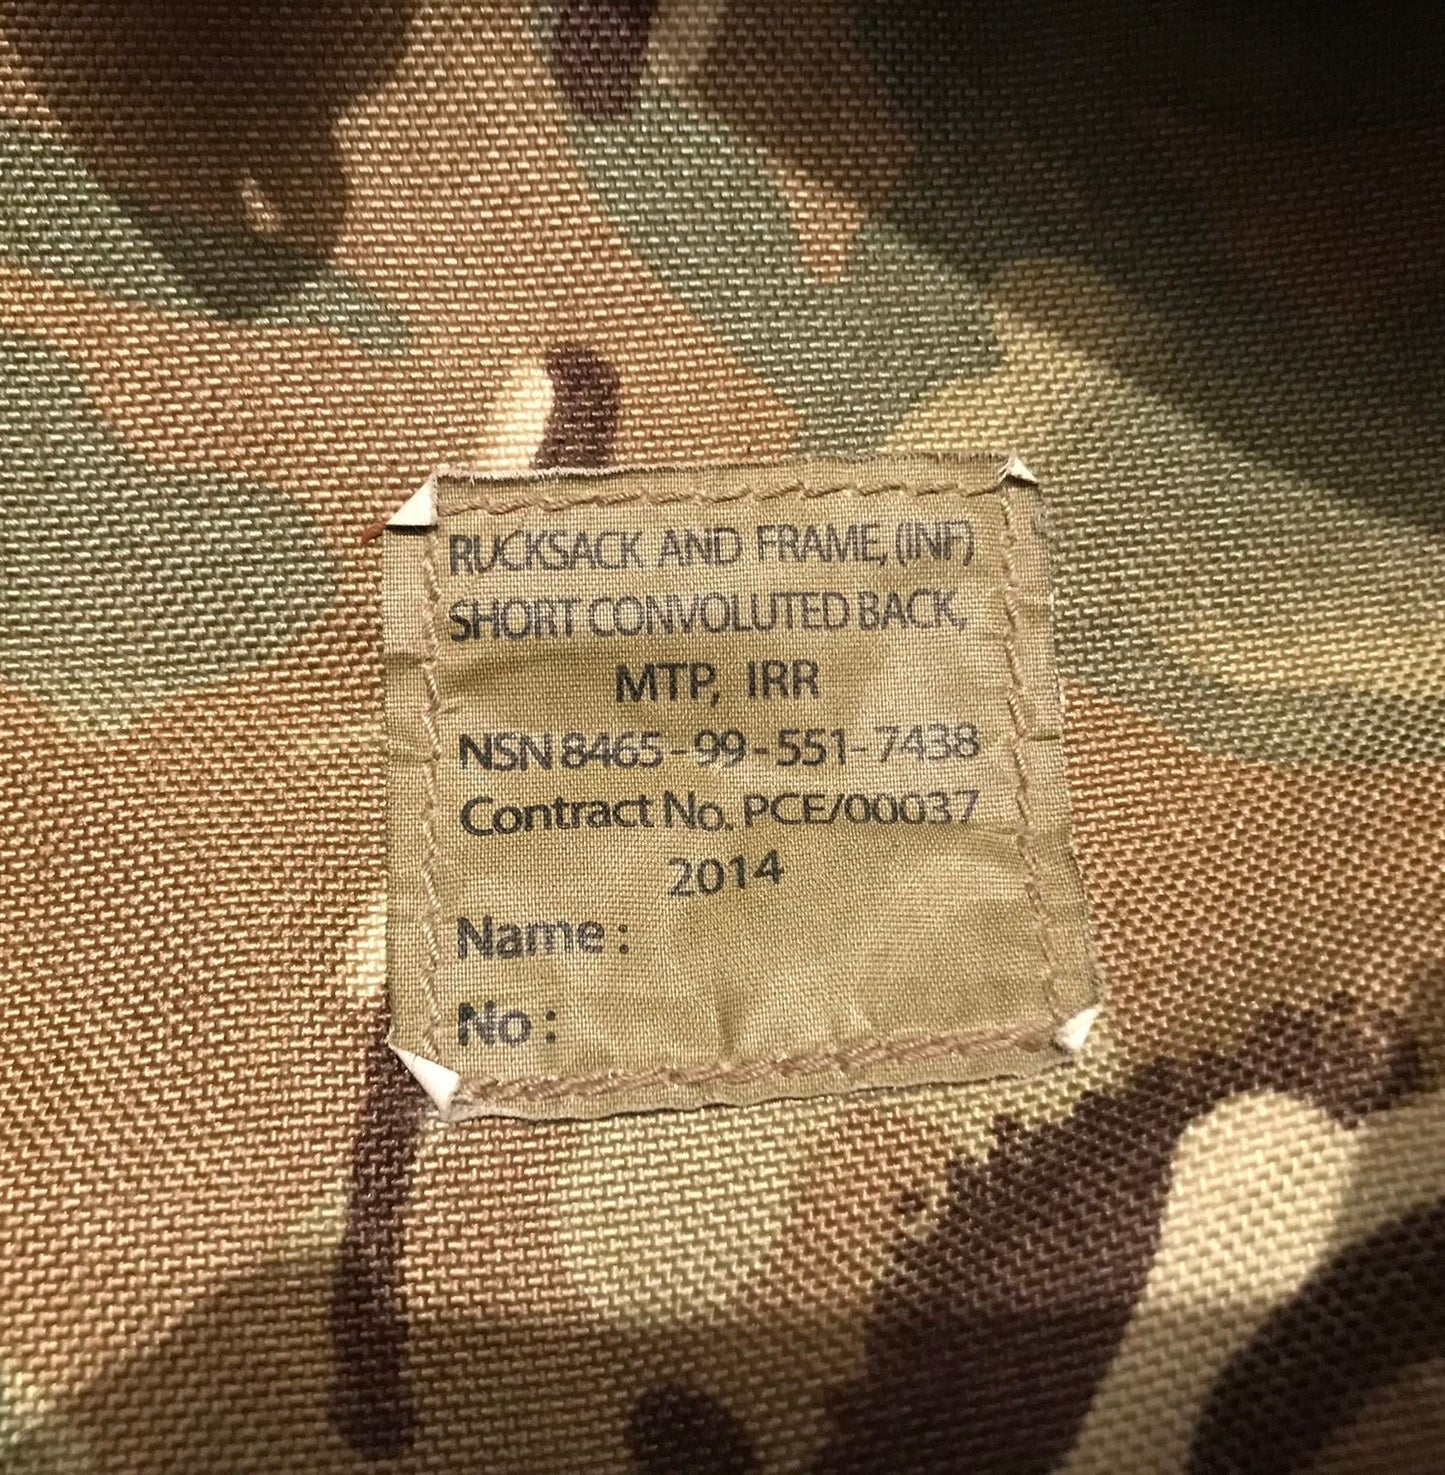 RUCKSACK AND FRAME, (INF)
SHORT CONVOLUTED BACK,
MTP, IRR
NSN 8465-99-551-7438
Contract No. PCE/00037
2014
Name :
No :